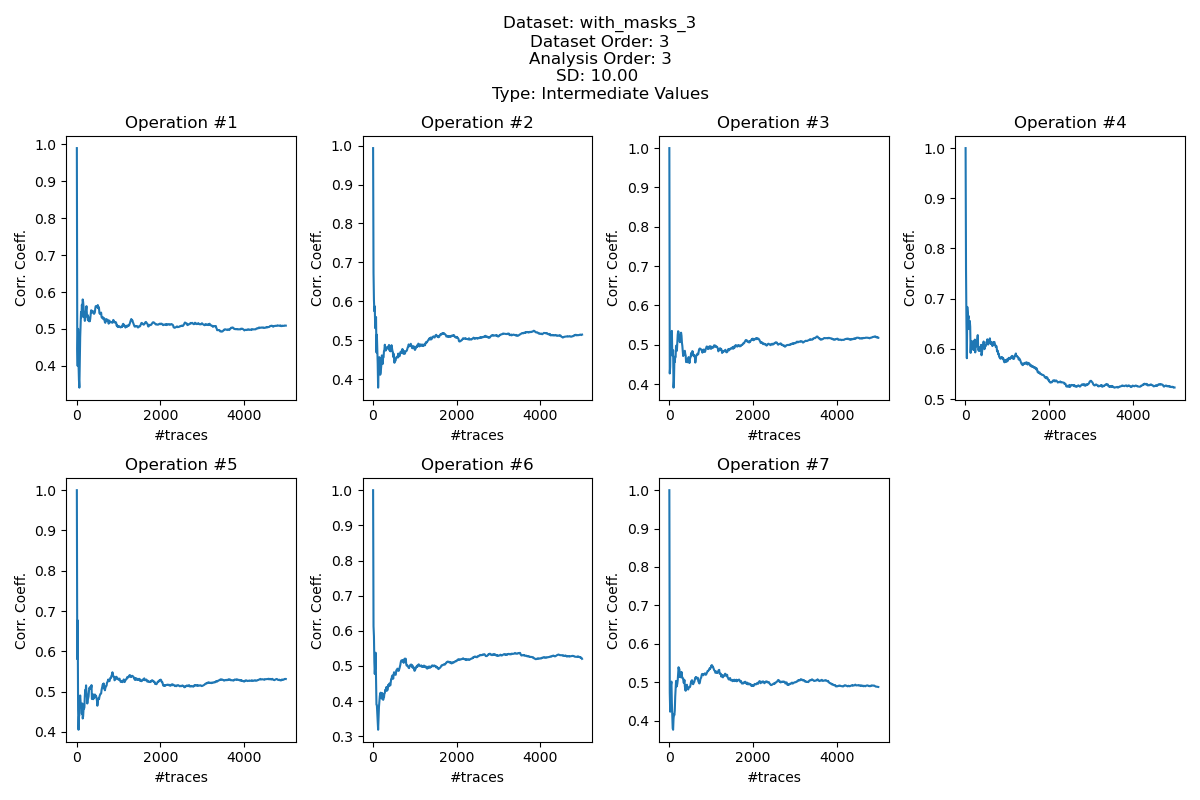 Dataset: with_masks_3
Dataset Order: 3
Analysis Order: 3
SD: 10.00
Type: Intermediate Values
Operation #1
Corr. Coeff.
1.0
0.9
0.8
0.7
0.6
0.5
0.4
0
2000
4000
#traces
Operation #2
Corr. Coeff.
1.0
0.9
0.8
0.7
0.6
0.5
0.4
0
2000
4000
#traces
Operation #3
Corr. Coeff.
1.0
0.9
0.8
0.7
0.6
0.5
0.4
0
2000
4000
#traces
Operation #4
Corr. Coeff.
1.0
0.9
0.8
0.7
0.6
0.5
0
2000
4000
#traces
Operation #5
Corr. Coeff.
1.0
0.9
0.8
0.7
0.6
0.5
0.4
0
2000
4000
#traces
Operation #6
Corr. Coeff.
1.0
0.9
0.8
0.7
0.6
0.5
0.4
0.3
0
2000
4000
#traces
Operation #7
Corr. Coeff.
1.0
0.9
0.8
0.7
0.6
0.5
0.4
0
2000
4000
#traces